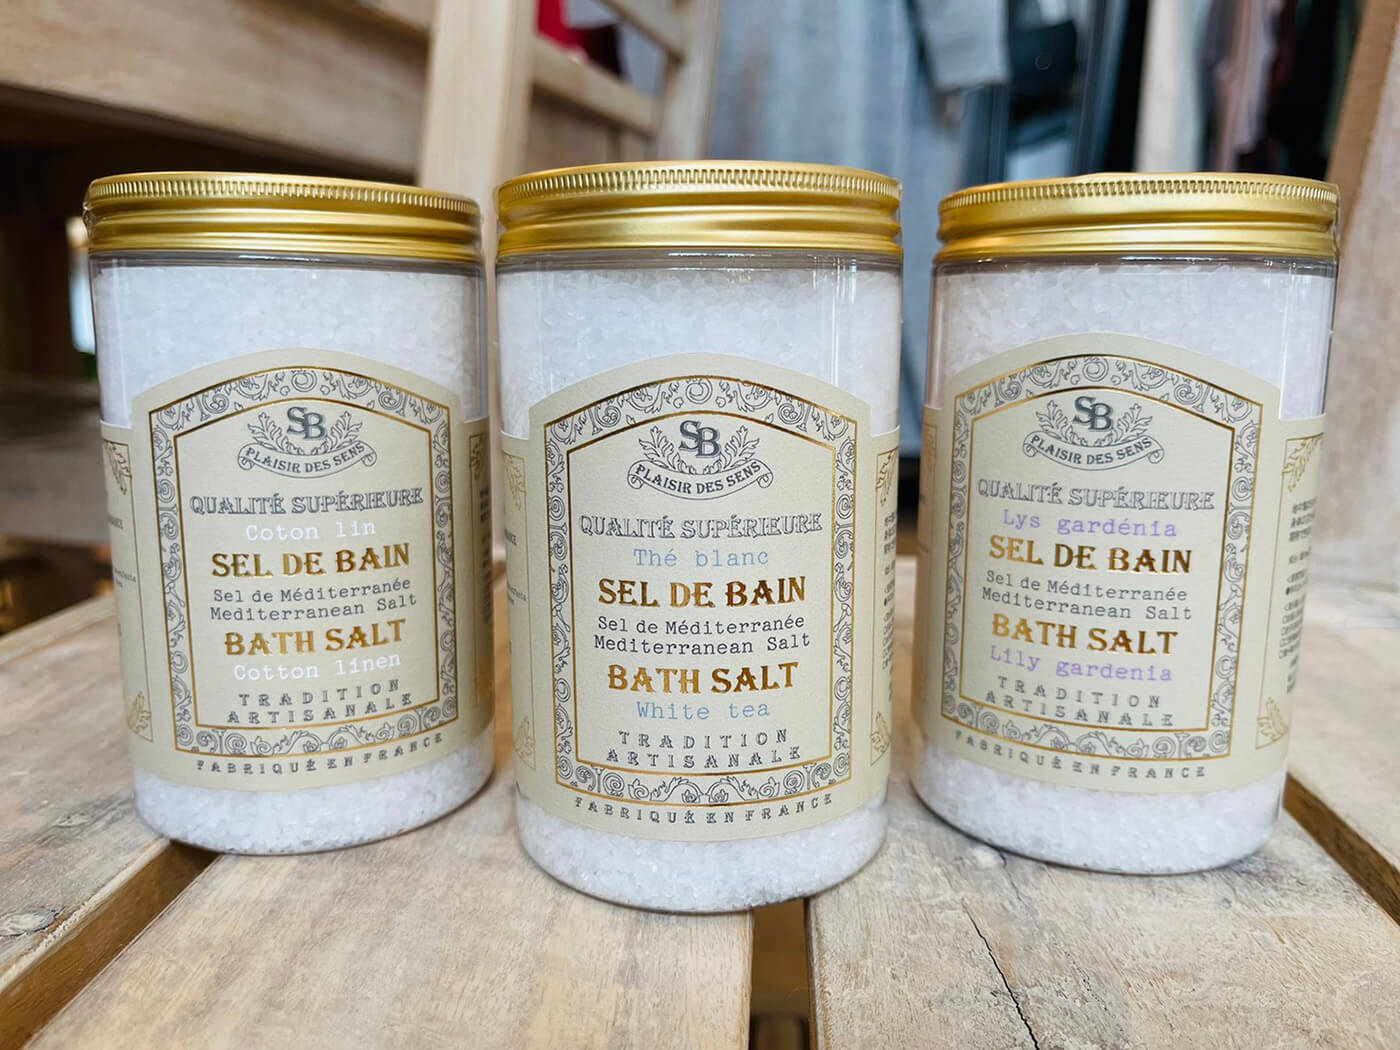 SB
PLAISIR DES SENS
QUALITÉ SUPÉRIEURE
Coton lin
SEL DE BAIN
Sel de Méditerranée
Mediterranean Salt
BATH SALT
Cotton linen
TRADITION
ARTISANALE
FABRIQUÉ EN FRANCE
SB
PLAISIR DES SENS
QUALITÉ SUPÉRIEURE
Thé blanc
SEL DE BAIN
Sel de Méditerranée
Mediterranean Salt
BATH SALT
White tea
TRADITION
ARTISANALE
FABRIQUÉ EN FRANCE
SB
PLAISIR DES SENS
QUALITÉ SUPÉRIEURE
Lys gardénia
SEL DE BAIN
Sel de Méditerranée
Mediterranean Salt
BATH SALT
Lily gardenia
TRADITION
ARTISANALE
FABRIQUÉ EN FRANCE